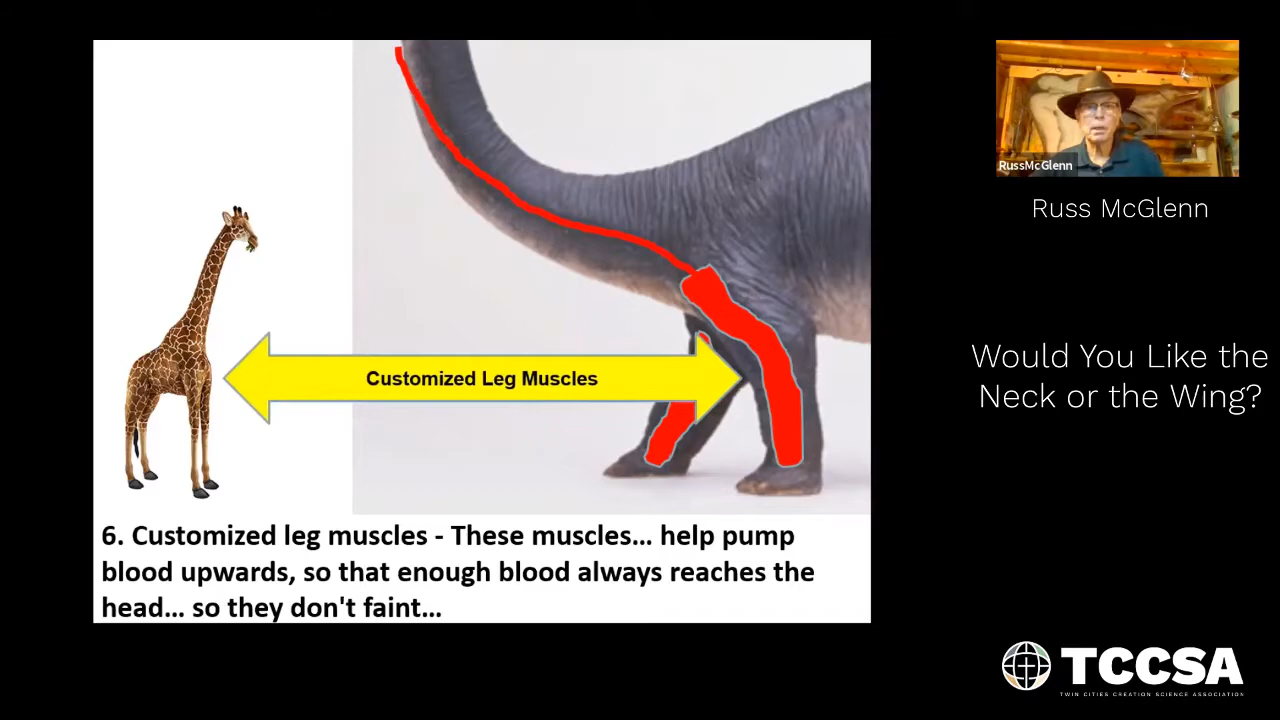 Customized Leg Muscles
6. Customized leg muscles - These muscles... help pump
blood upwards, so that enough blood always reaches the
head... so they don't faint...
RussMcGlenn
Russ McGlenn
Would You Like the
Neck or the Wing?
TCCSA
TWIN CITIES CREATION SCIENCE ASSOCIATION